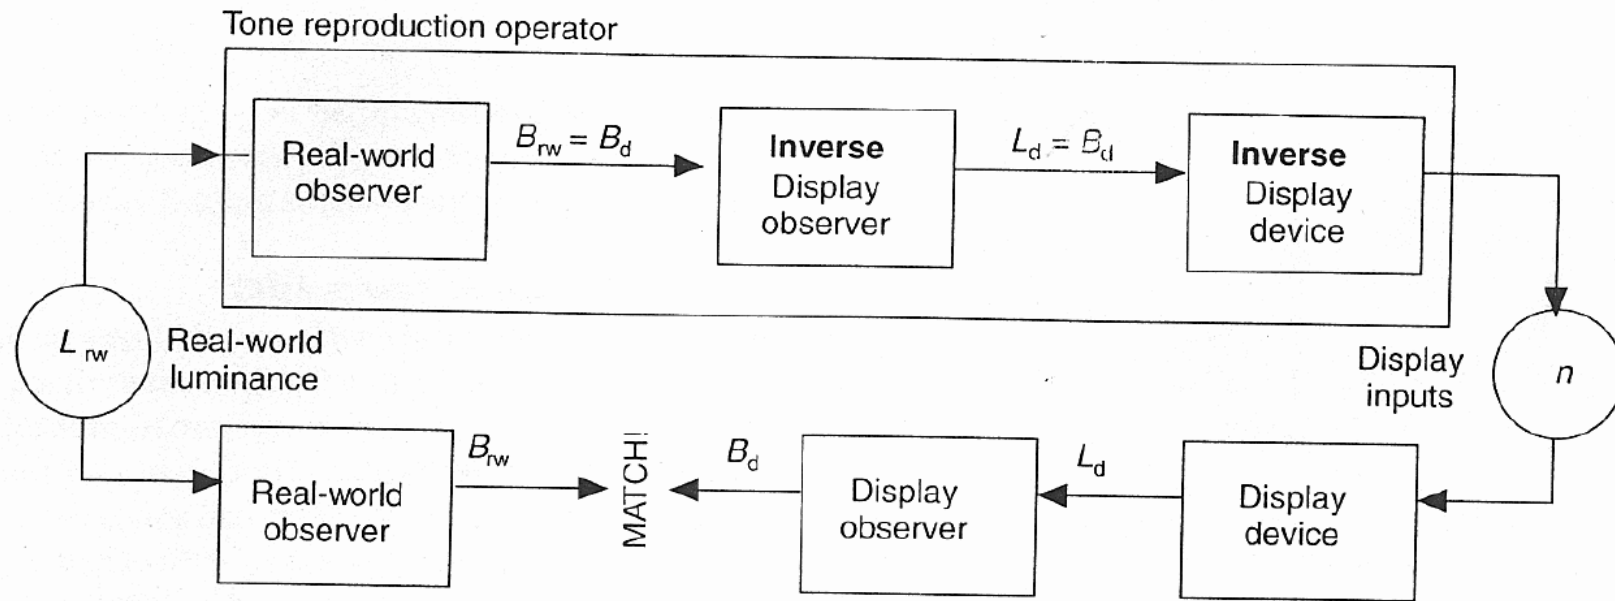 Tone reproduction operator
Real-world
observer
B_rw = B_d
Inverse
Display
observer
L_d = B_d
Inverse
Display
device
L_rw
Real-world
luminance
Display
inputs
n
Real-world
observer
B_rw
MATCH!
B_d
Display
observer
L_d
Display
device